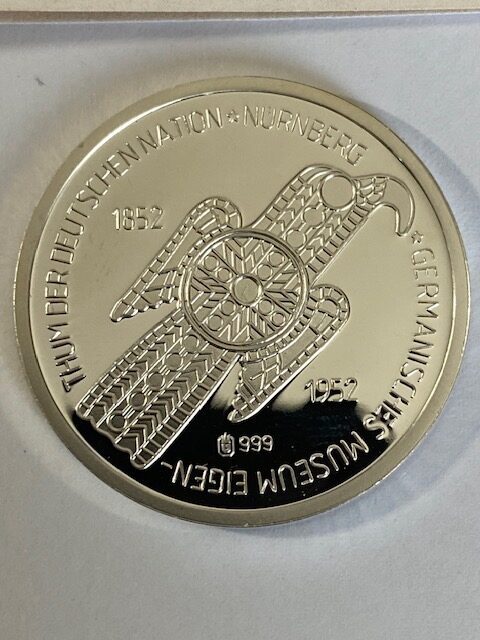 * GERMANISCHES MUSEUM EIGEN-
THUM DER DEUTSCHEN NATION * NÜRNBERG
1852
1952
999